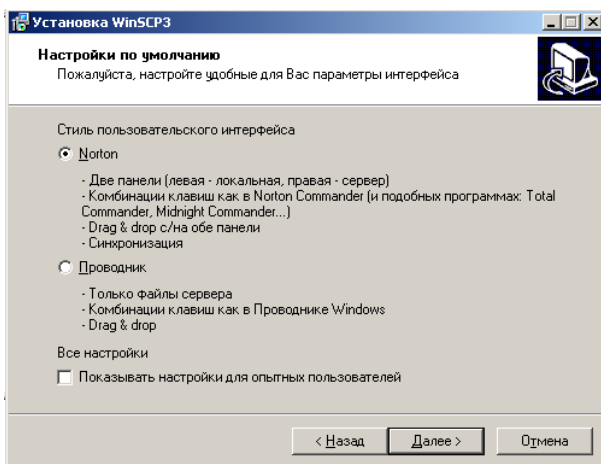 Установка WinSCP3
Настройки по умолчанию
Пожалуйста, настройте удобные для Вас параметры интерфейса
Стиль пользовательского интерфейса
Norton
- Две панели (левая - локальная, правая - сервер)
- Комбинации клавиш как в Norton Commander (и подобных программах: Total
Commander, Midnight Commander...)
- Drag & drop с/на обе панели
- Синхронизация
Проводник
- Только файлы сервера
- Комбинации клавиш как в Проводнике Windows
- Drag & drop
Все настройки
Показывать настройки для опытных пользователей
< Назад Далее > Отмена